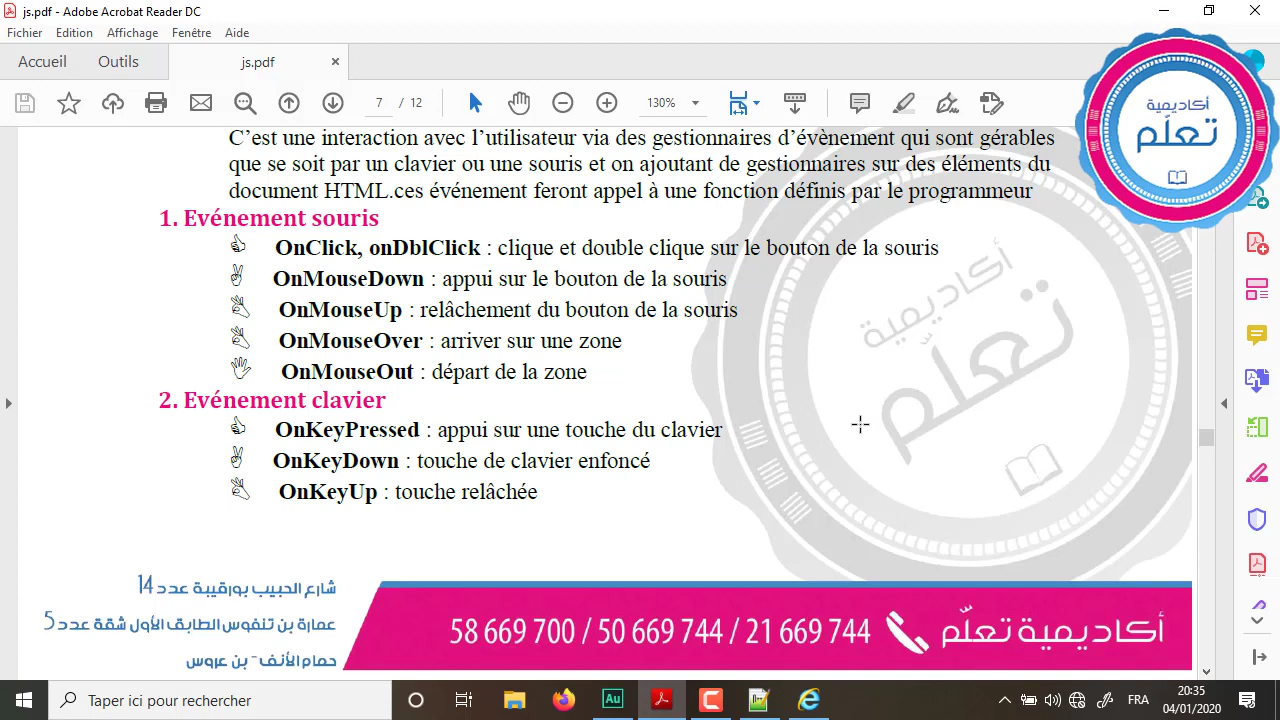 js.pdf - Adobe Acrobat Reader DC
Fichier Edition Affichage Fenêtre Aide
Accueil Outils js.pdf
7 / 12 130%
أكاديمية
تعلّم
C’est une interaction avec l’utilisateur via des gestionnaires d’évènement qui sont gérables
que se soit par un clavier ou une souris et on ajoutant de gestionnaires sur des éléments du
document HTML.ces événement feront appel à une fonction définis par le programmeur
1. Evénement souris
OnClick, onDblClick : clique et double clique sur le bouton de la souris
OnMouseDown : appui sur le bouton de la souris
OnMouseUp : relâchement du bouton de la souris
OnMouseOver : arriver sur une zone
OnMouseOut : départ de la zone
أكاديمية
تعلّم
2. Evénement clavier
OnKeyPressed : appui sur une touche du clavier
OnKeyDown : touche de clavier enfoncé
OnKeyUp : touche relâchée
شارع الحبيب بورقيبة عدد 14
عمارة بن تنفوس الطابق الأول شقة عدد 5
حمام الأنف - بن عروس
58 669 700 / 50 669 744 / 21 669 744 أكاديمية تعلّم
Taper ici pour rechercher
Au
FRA
20:35
04/01/2020